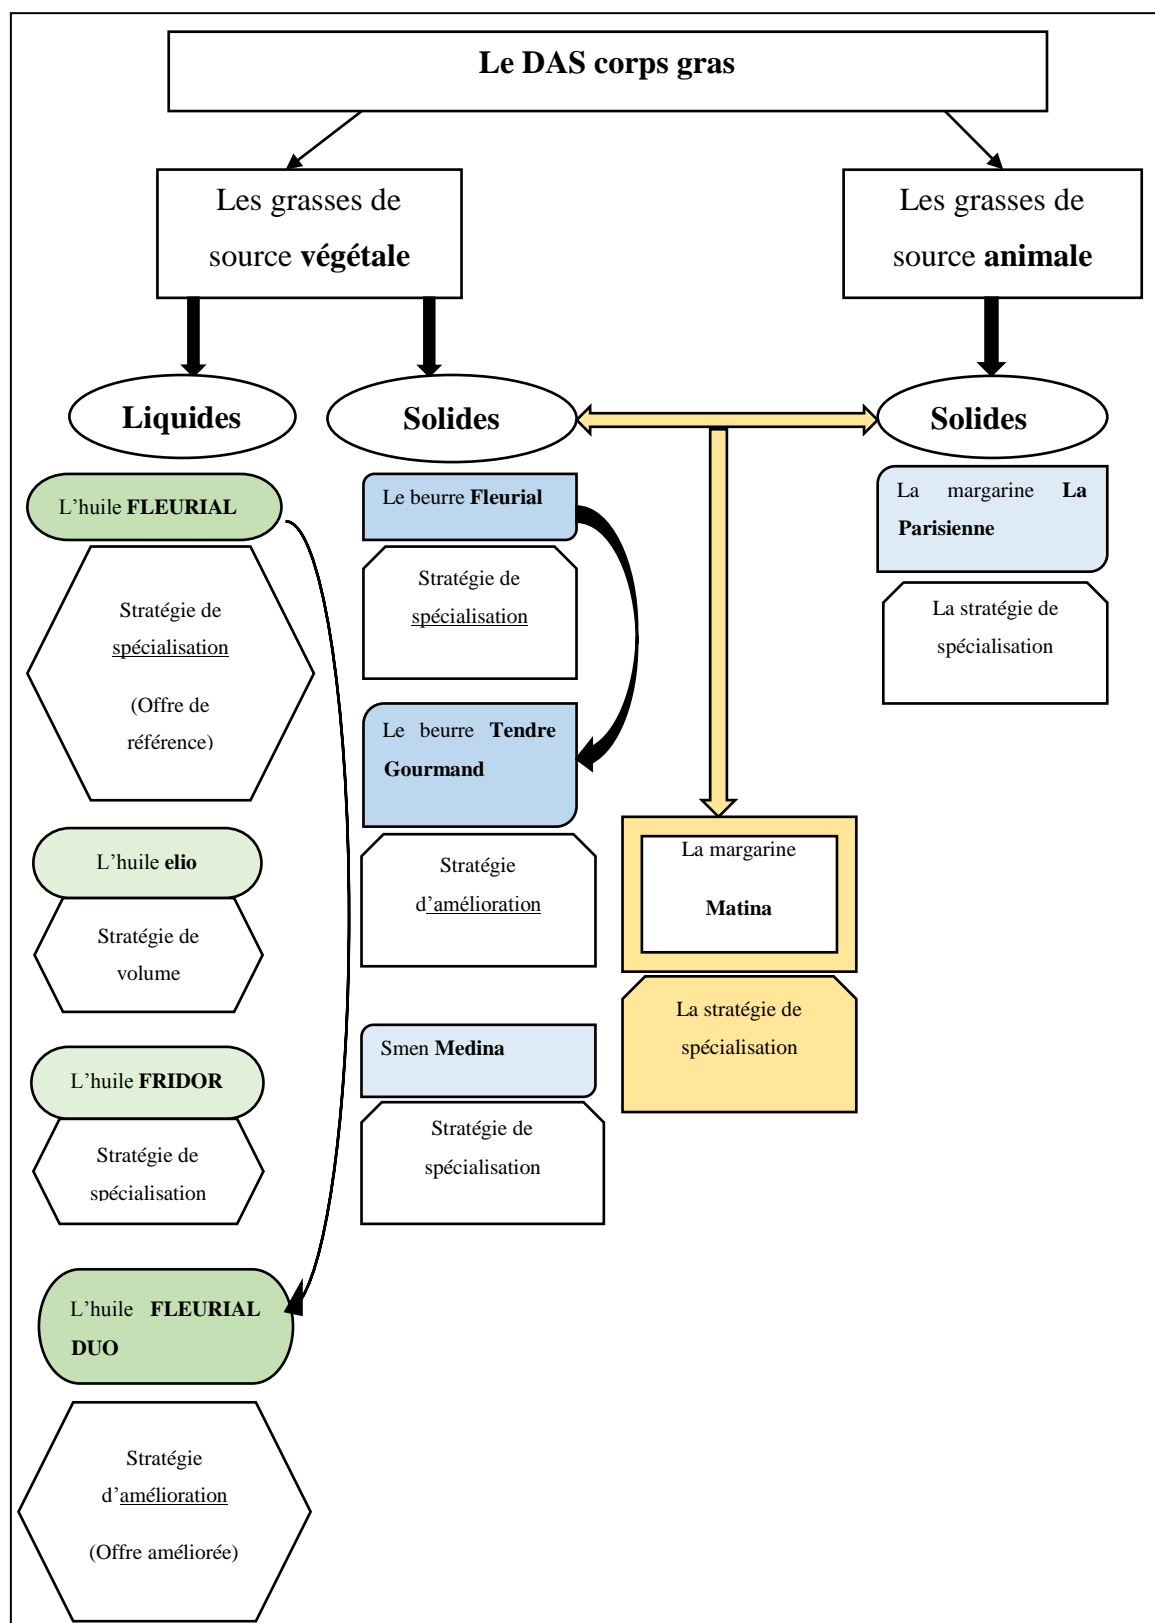 Le DAS corps gras
Les grasses de
source végétale
Les grasses de
source animale
Liquides
Solides
Solides
L’huile FLEURIAL
Stratégie de
spécialisation
(Offre de
référence)
L’huile elio
Stratégie de
volume
L’huile FRIDOR
Stratégie de
spécialisation
L’huile FLEURIAL
DUO
Stratégie
d’amélioration
(Offre améliorée)
Le beurre Fleurial
Stratégie de
spécialisation
Le beurre Tendre
Gourmand
Stratégie
d’amélioration
Smen Medina
Stratégie de
spécialisation
La margarine
Matina
La stratégie de
spécialisation
La margarine La
Parisienne
La stratégie de
spécialisation